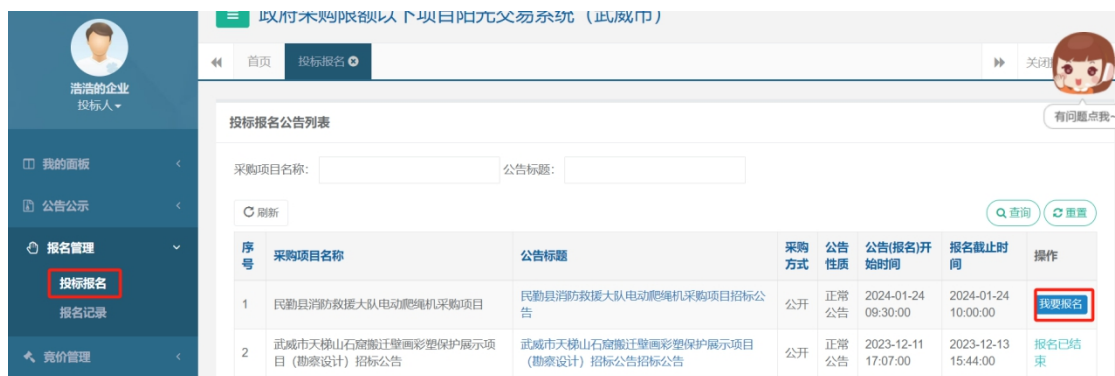 政府采购限额以下项目阳光交易系统（武威市）
首页
投标报名
关闭
浩浩的企业
投标人
有问题点我~
投标报名公告列表
我的面板
采购项目名称:
公告标题:
公告公示
刷新
查询
重置
报名管理
序号
采购项目名称
公告标题
采购方式
公告性质
公告(报名)开始时间
报名截止时间
操作
投标报名
报名记录
1
民勤县消防救援大队电动爬绳机采购项目
民勤县消防救援大队电动爬绳机采购项目招标公
告
公开
正常
公告
2024-01-24
09:30:00
2024-01-24
10:00:00
我要报名
竞价管理
2
武威市天梯山石窟搬迁壁画彩塑保护展示项
目（勘察设计）招标公告
武威市天梯山石窟搬迁壁画彩塑保护展示项目
（勘察设计）招标公告招标公告
公开
正常
公告
2023-12-11
17:07:00
2023-12-13
15:44:00
报名已结
束